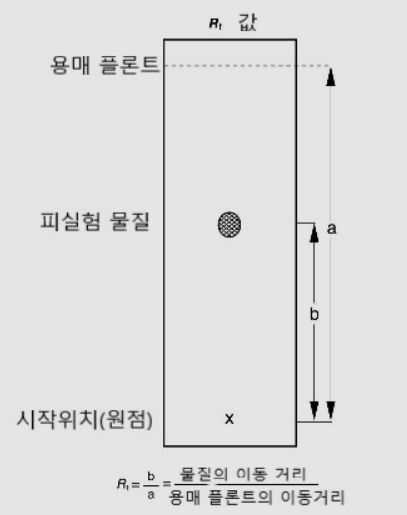 Rf 값
용매 플론트
피실험 물질
a
b
시작위치(원점)
x
Rf = b/a = 물질의 이동 거리/용매 플론트의 이동거리